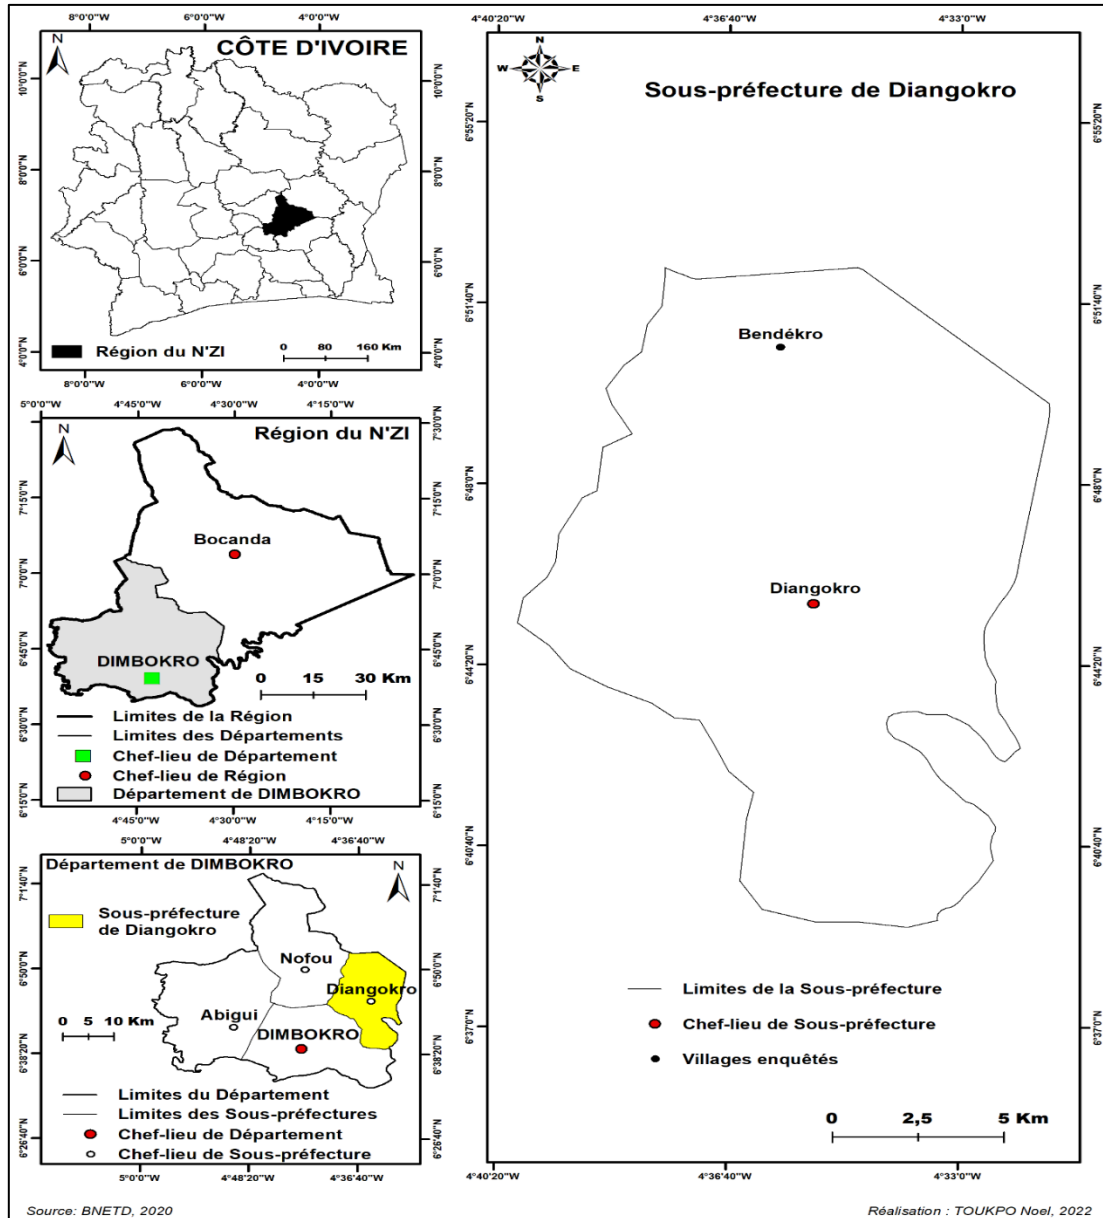 8°0'0"W 6°0'0"W 4°0'0"W
N
CÔTE D'IVOIRE
10°0'0"N 10°0'0"N
8°0'0"N 8°0'0"N
6°0'0"N 6°0'0"N
4°0'0"N 4°0'0"N
Région du N'ZI
0 80 160 Km
8°0'0"W 6°0'0"W 4°0'0"W
5°0'0"W 4°45'0"W 4°30'0"W 4°15'0"W
N
Région du N'ZI
7°30'0"N 7°30'0"N
7°15'0"N 7°15'0"N
Bocanda
7°0'0"N 7°0'0"N
6°45'0"N 6°45'0"N
DIMBOKRO
0 15 30 Km
Limites de la Région
6°30'0"N 6°30'0"N
Limites des Départements
Chef-lieu de Département
Chef-lieu de Région
Département de DIMBOKRO
6°15'0"N 6°15'0"N
4°45'0"W 4°30'0"W 4°15'0"W
5°0'0"W 4°48'20"W 4°36'40"W
Département de DIMBOKRO
N
7°1'40"N 7°1'40"N
Sous-préfecture
de Diangokro
Nofou
6°50'0"N 6°50'0"N
Diangokro
Abigui
0 5 10 Km
DIMBOKRO
6°38'20"N 6°38'20"N
Limites du Département
Limites des Sous-préfectures
Chef-lieu de Département
6°26'40"N 6°26'40"N
Chef-lieu de Sous-préfecture
5°0'0"W 4°48'20"W 4°36'40"W
4°40'20"W 4°36'40"W 4°33'0"W
N
W E
S
Sous-préfecture de Diangokro
6°55'20"N 6°55'20"N
6°51'40"N 6°51'40"N
Bendékro
6°48'0"N 6°48'0"N
Diangokro
6°44'20"N 6°44'20"N
6°40'40"N 6°40'40"N
Limites de la Sous-préfecture
Chef-lieu de Sous-préfecture
6°37'0"N 6°37'0"N
Villages enquêtés
0 2,5 5 Km
4°40'20"W 4°36'40"W 4°33'0"W
Source: BNETD, 2020
Réalisation : TOUKPO Noel, 2022